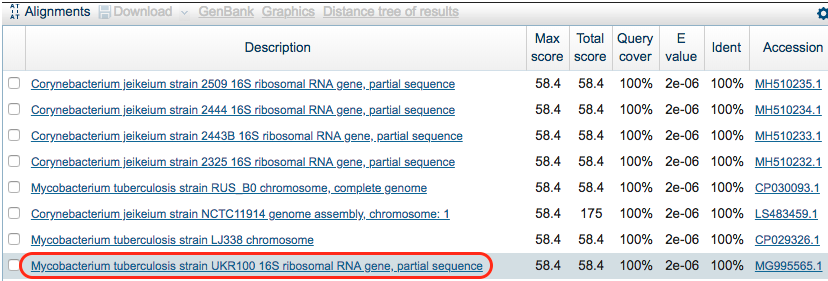 AT Alignments Download GenBank Graphics Distance tree of results
AT
Description Max score Total score Query cover E value Ident Accession
Corynebacterium jeikeium strain 2509 16S ribosomal RNA gene, partial sequence 58.4 58.4 100% 2e-06 100% MH510235.1
Corynebacterium jeikeium strain 2444 16S ribosomal RNA gene, partial sequence 58.4 58.4 100% 2e-06 100% MH510234.1
Corynebacterium jeikeium strain 2443B 16S ribosomal RNA gene, partial sequence 58.4 58.4 100% 2e-06 100% MH510233.1
Corynebacterium jeikeium strain 2325 16S ribosomal RNA gene, partial sequence 58.4 58.4 100% 2e-06 100% MH510232.1
Mycobacterium tuberculosis strain RUS_B0 chromosome, complete genome 58.4 58.4 100% 2e-06 100% CP030093.1
Corynebacterium jeikeium strain NCTC11914 genome assembly, chromosome: 1 58.4 175 100% 2e-06 100% LS483459.1
Mycobacterium tuberculosis strain LJ338 chromosome 58.4 58.4 100% 2e-06 100% CP029326.1
Mycobacterium tuberculosis strain UKR100 16S ribosomal RNA gene, partial sequence 58.4 58.4 100% 2e-06 100% MG995565.1